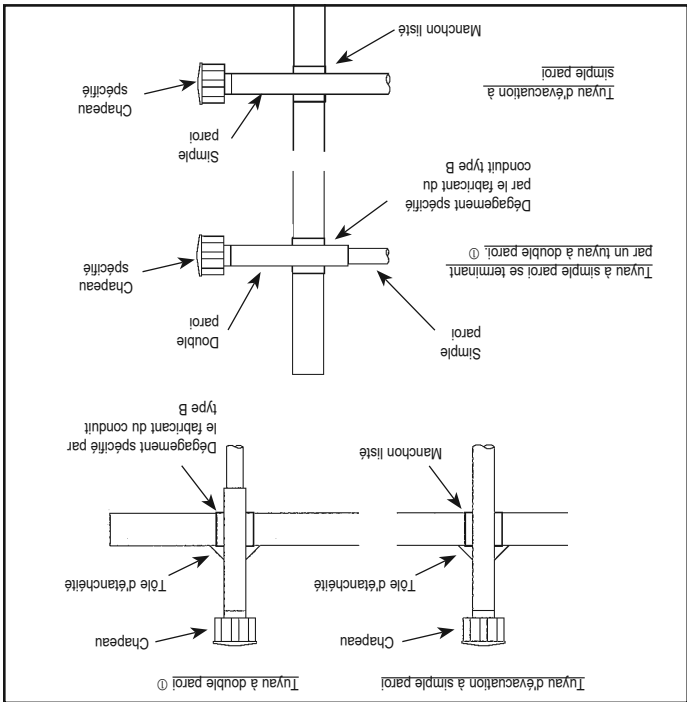 Tuyau d'évacuation à simple paroi
Tuyau à double paroi ①
Chapeau
Chapeau
Tôle d'étanchéité
Tôle d'étanchéité
Manchon listé
Dégagement spécifié par
le fabricant du conduit
type B
Simple
paroi
Double
paroi
Chapeau
spécifié
Tuyau à simple paroi se terminant
par un tuyau à double paroi. ①
Dégagement spécifié
par le fabricant du
conduit type B
Simple
paroi
Chapeau
spécifié
Tuyau d'évacuation à
simple paroi
Manchon listé